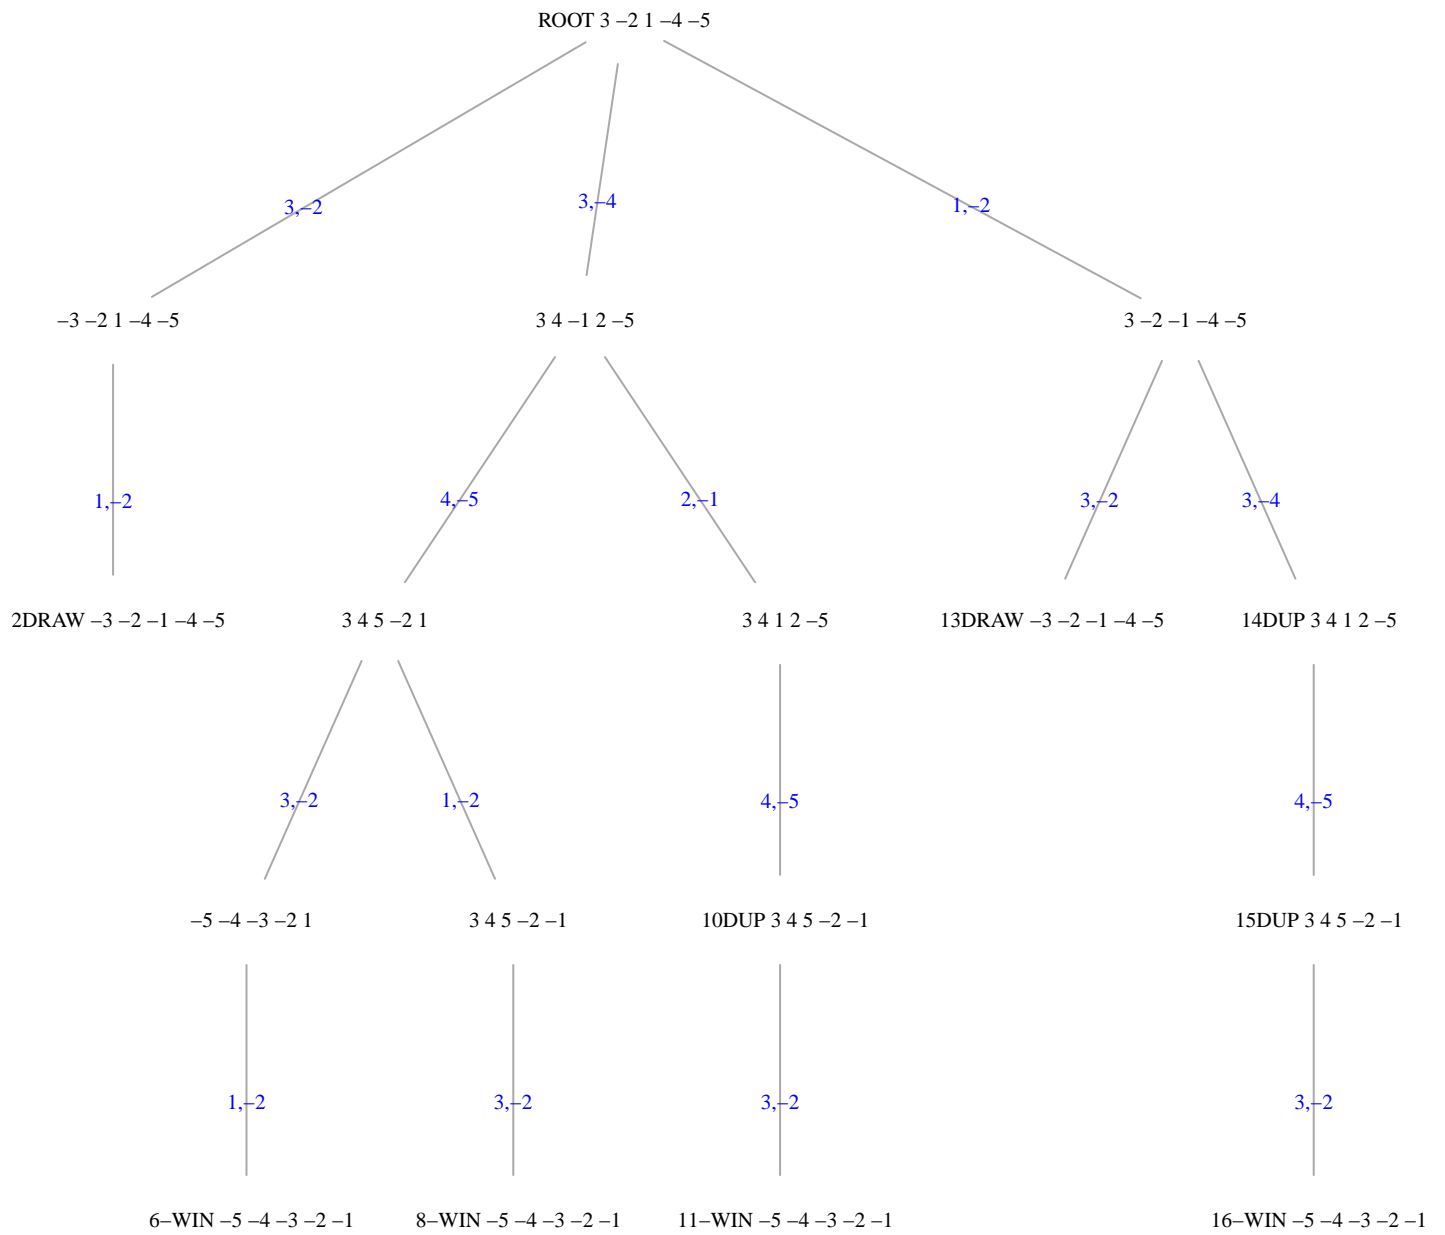 ROOT 3 −2 1 −4 −5
3,−2
3,−4
1,−2
−3 −2 1 −4 −5
3 4 −1 2 −5
3 −2 −1 −4 −5
1,−2
4,−5
2,−1
3,−2
3,−4
2DRAW −3 −2 −1 −4 −5
3 4 5 −2 1
3 4 1 2 −5
13DRAW −3 −2 −1 −4 −5
14DUP 3 4 1 2 −5
3,−2
1,−2
4,−5
4,−5
−5 −4 −3 −2 1
3 4 5 −2 −1
10DUP 3 4 5 −2 −1
15DUP 3 4 5 −2 −1
1,−2
3,−2
3,−2
3,−2
6−WIN −5 −4 −3 −2 −1
8−WIN −5 −4 −3 −2 −1
11−WIN −5 −4 −3 −2 −1
16−WIN −5 −4 −3 −2 −1